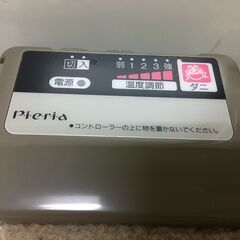 切 入
弱 1 2 3 強
電源
温度調節
ダニ
Pieria
●コントローラーの上に物を置かないでください。